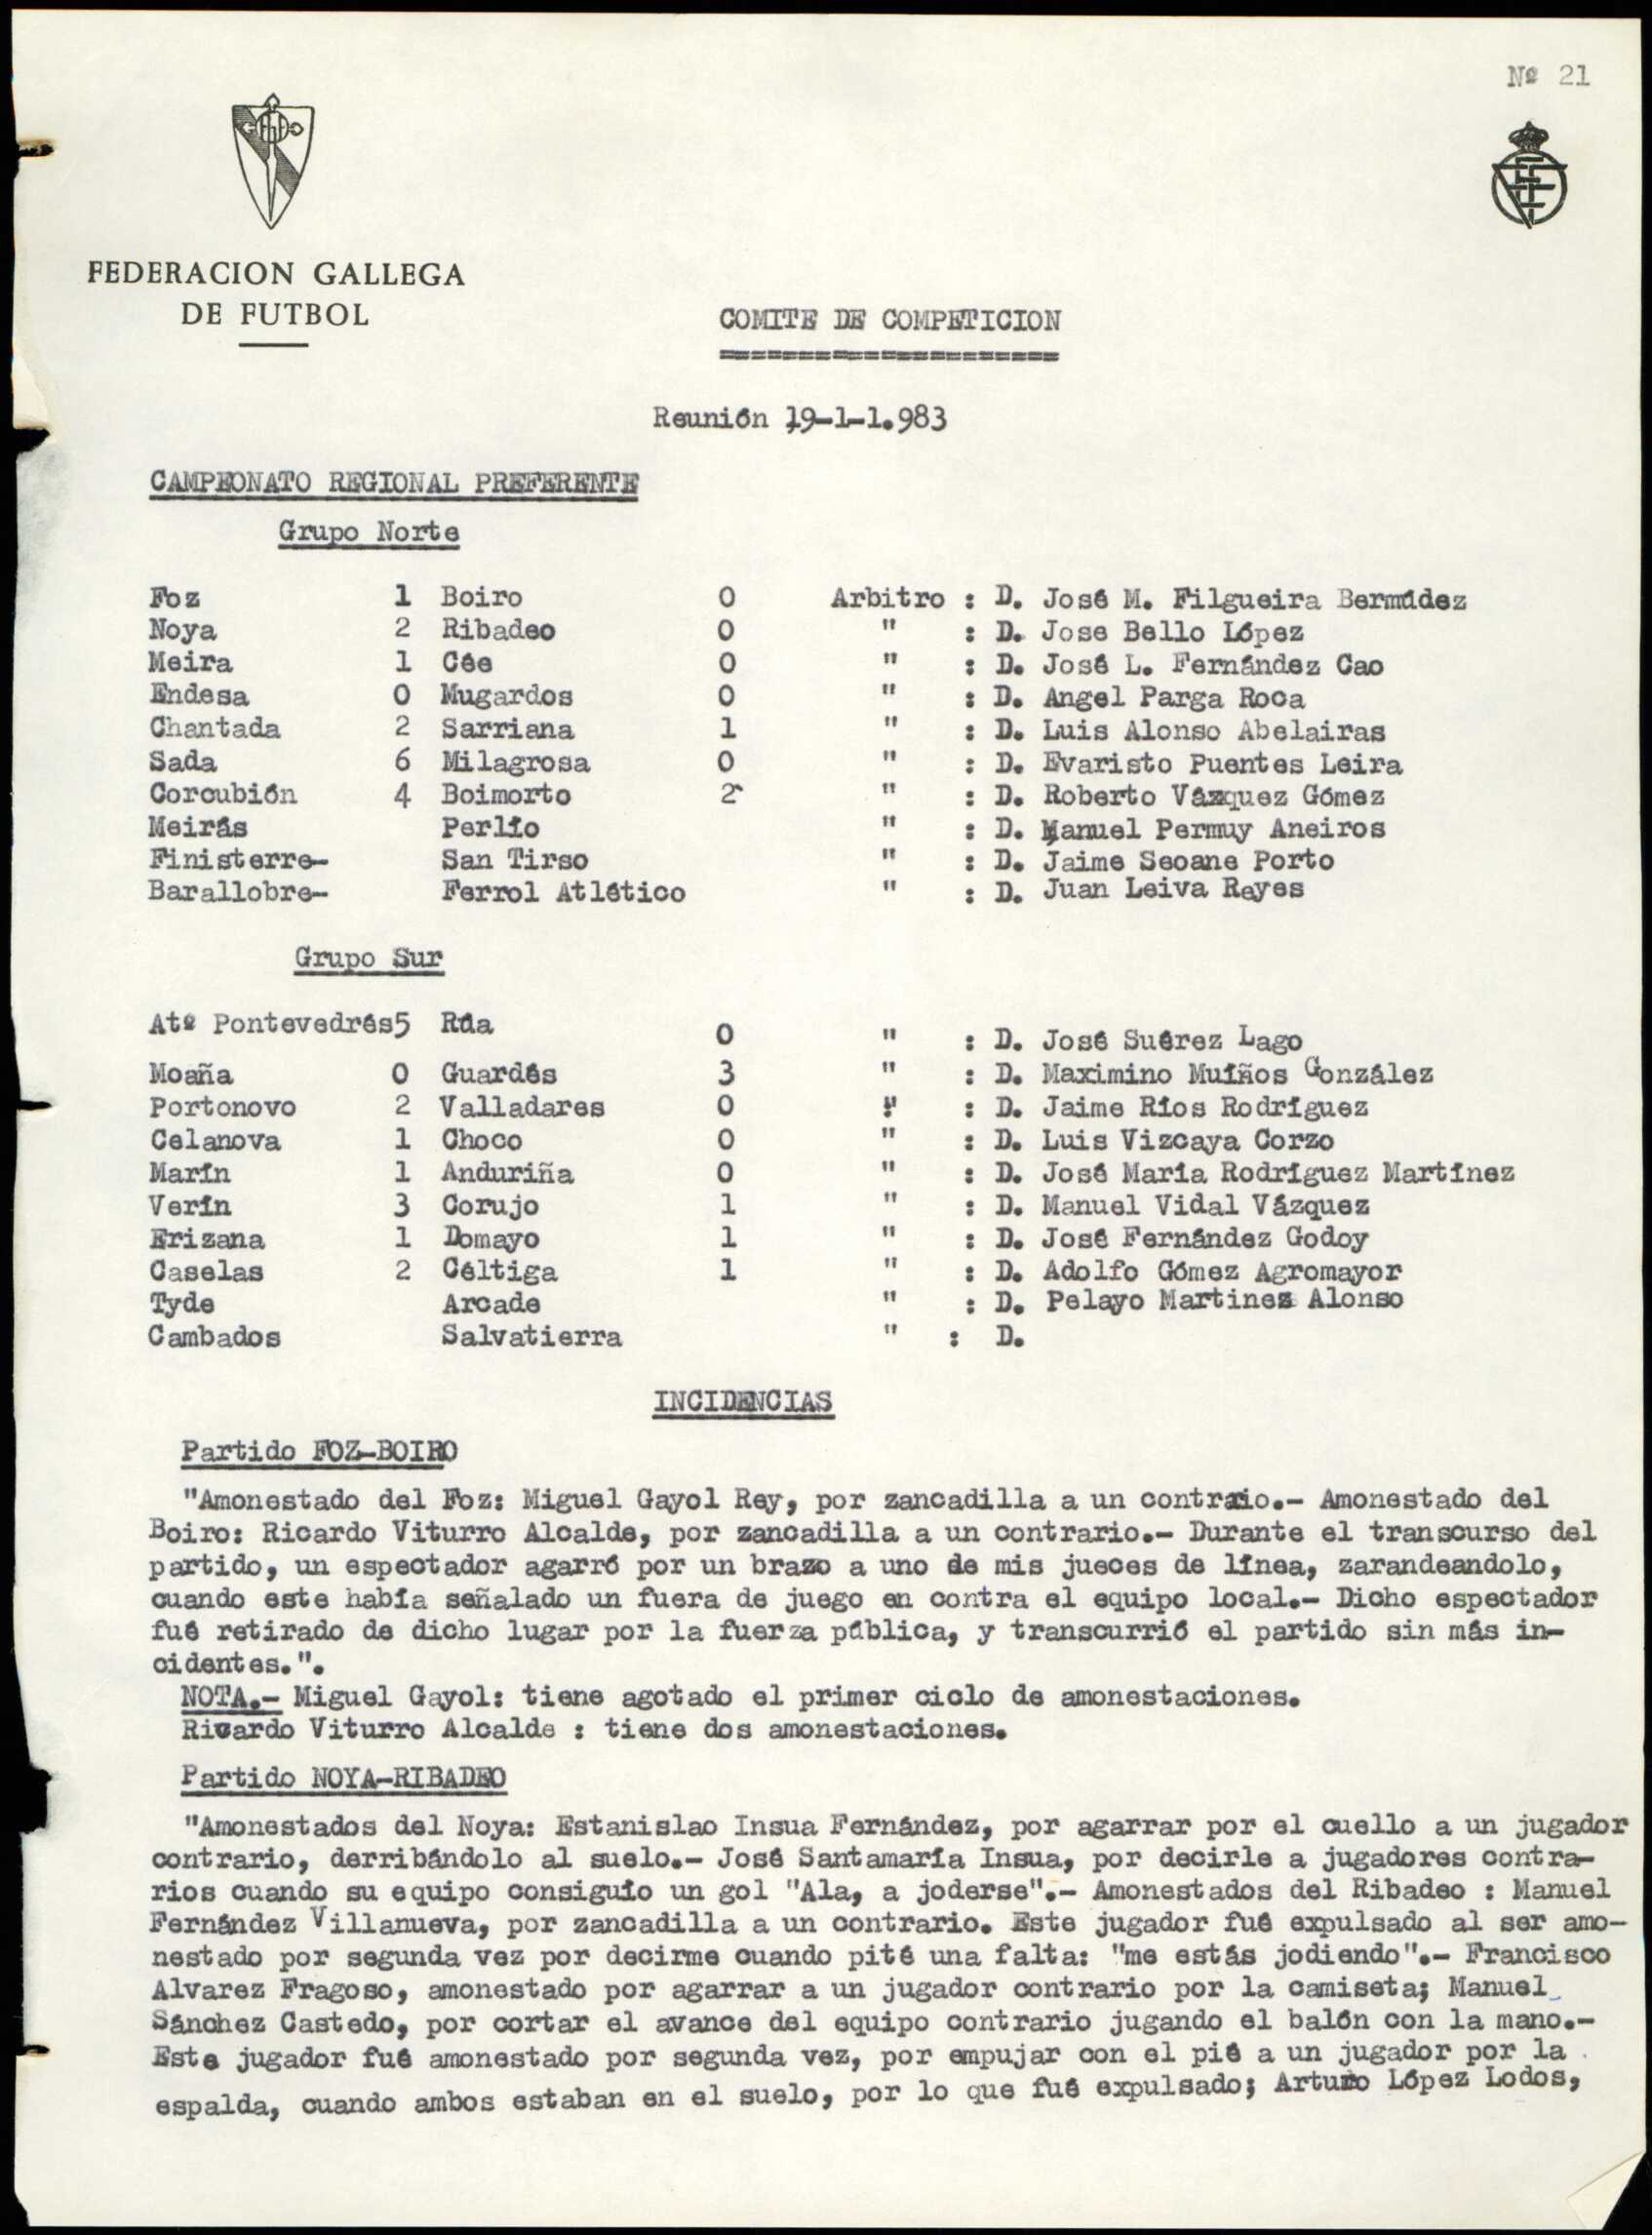 Nº 21
FEDERACION GALLEGA
DE FUTBOL
COMITE DE COMPETICION
=====================
Reunión 19-1-1.983
CAMPEONATO REGIONAL PREFERENTE
Grupo Norte
Foz 1 Boiro 0 Arbitro : D. José M. Filgueira Bermúdez
Noya 2 Ribadeo 0 " : D. Jose Bello López
Meira 1 Cée 0 " : D. José L. Fernández Cao
Endesa 0 Mugardos 0 " : D. Angel Parga Roca
Chantada 2 Sarriana 1 " : D. Luis Alonso Abelairas
Sada 6 Milagrosa 0 " : D. Evaristo Puentes Leira
Corcubión 4 Boimorto 2 " : D. Roberto Vázquez Gómez
Meirás Perlío " : D. Manuel Permuy Aneiros
Finisterre- San Tirso " : D. Jaime Seoane Porto
Barallobre- Ferrol Atlético " : D. Juan Leiva Reyes
Grupo Sur
Atº Pontevedrés5 Rúa 0 " : D. José Suérez Lago
Moaña 0 Guardés 3 " : D. Maximino Muíños González
Portonovo 2 Valladares 0 " : D. Jaime Ríos Rodríguez
Celanova 1 Choco 0 " : D. Luis Vizcaya Corzo
Marín 1 Anduriña 0 " : D. José María Rodríguez Martínez
Verín 3 Corujo 1 " : D. Manuel Vidal Vázquez
Erizana 1 Domayo 1 " : D. José Fernández Godoy
Caselas 2 Céltiga 1 " : D. Adolfo Gómez Agromayor
Tyde Arcade " : D. Pelayo Martinez Alonso
Cambados Salvatierra " : D.
INCIDENCIAS
Partido FOZ-BOIRO
"Amonestado del Foz: Miguel Gayol Rey, por zancadilla a un contrario.- Amonestado del
Boiro: Ricardo Viturro Alcalde, por zancadilla a un contrario.- Durante el transcurso del
partido, un espectador agarró por un brazo a uno de mis jueces de línea, zarandeandolo,
cuando este había señalado un fuera de juego en contra el equipo local.- Dicho espectador
fué retirado de dicho lugar por la fuerza pública, y transcurrió el partido sin más in-
cidentes.".
NOTA.- Miguel Gayol: tiene agotado el primer ciclo de amonestaciones.
Ricardo Viturro Alcalde : tiene dos amonestaciones.
Partido NOYA-RIBADEO
"Amonestados del Noya: Estanislao Insua Fernández, por agarrar por el cuello a un jugador
contrario, derribándolo al suelo.- José Santamaría Insua, por decirle a jugadores contra-
rios cuando su equipo consiguío un gol "Ala, a joderse".- Amonestados del Ribadeo : Manuel
Fernández Villanueva, por zancadilla a un contrario. Este jugador fué expulsado al ser amo-
nestado por segunda vez por decirme cuando pité una falta: "me estás jodiendo".- Francisco
Alvarez Fragoso, amonestado por agarrar a un jugador contrario por la camiseta; Manuel
Sánchez Castedo, por cortar el avance del equipo contrario jugando el balón con la mano.-
Este jugador fué amonestado por segunda vez, por empujar con el pié a un jugador por la
espalda, cuando ambos estaban en el suelo, por lo que fué expulsado; Arturo López Lodos,